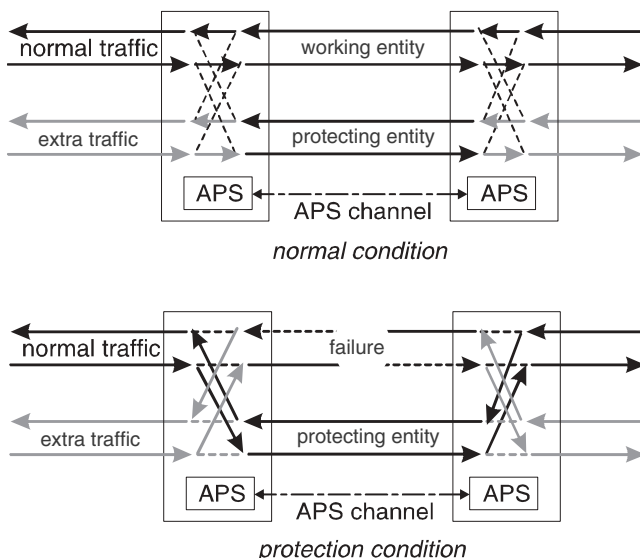 normal traffic
working entity
extra traffic
protecting entity
APS
APS
APS channel
normal condition
normal traffic
failure
extra traffic
protecting entity
APS
APS
APS channel
protection condition